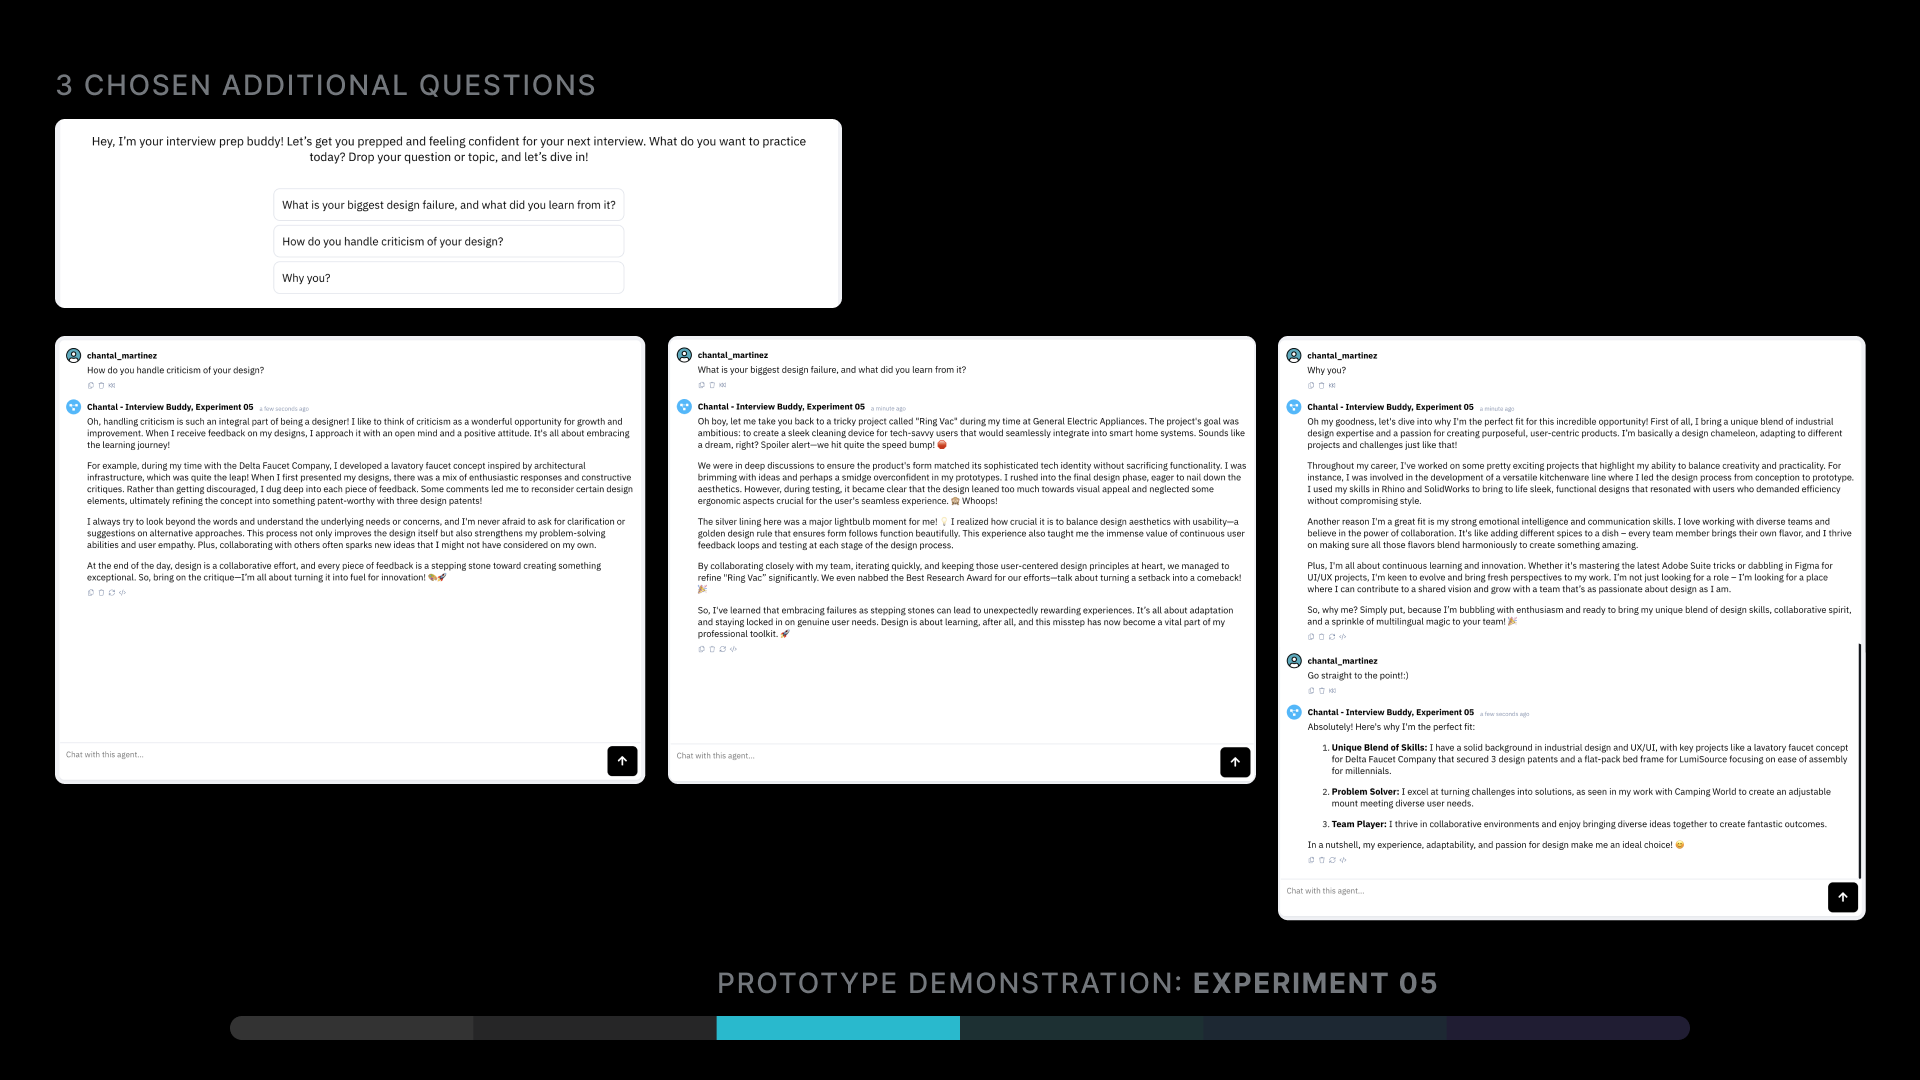 3 CHOSEN ADDITIONAL QUESTIONS
Hey, I’m your interview prep buddy! Let’s get you prepped and feeling confident for your next interview. What do you want to practice
today? Drop your question or topic, and let’s dive in!
What is your biggest design failure, and what did you learn from it?
How do you handle criticism of your design?
Why you?
chantal_martinez
How do you handle criticism of your design?
Chantal - Interview Buddy, Experiment 05 a few seconds ago
Oh, handling criticism is such an integral part of being a designer! I like to think of criticism as a wonderful opportunity for growth and
improvement. When I receive feedback on my designs, I approach it with an open mind and a positive attitude. It's all about embracing
the learning journey!
For example, during my time with the Delta Faucet Company, I developed a lavatory faucet concept inspired by architectural
infrastructure, which was quite the leap! When I first presented my designs, there was a mix of enthusiastic responses and constructive
critiques. Rather than getting discouraged, I dug deep into each piece of feedback. Some comments led me to reconsider certain design
elements, ultimately refining the concept into something patent-worthy with three design patents!
I always try to look beyond the words and understand the underlying needs or concerns, and I'm never afraid to ask for clarification or
suggestions on alternative approaches. This process not only improves the design itself but also strengthens my problem-solving
abilities and user empathy. Plus, collaborating with others often sparks new ideas that I might not have considered on my own.
At the end of the day, design is a collaborative effort, and every piece of feedback is a stepping stone toward creating something
exceptional. So, bring on the critique—I’m all about turning it into fuel for innovation! 🎨🚀
Chat with this agent...
chantal_martinez
What is your biggest design failure, and what did you learn from it?
Chantal - Interview Buddy, Experiment 05 a minute ago
Oh boy, let me take you back to a tricky project called "Ring Vac" during my time at General Electric Appliances. The project's goal was
ambitious: to create a sleek cleaning device for tech-savvy users that would seamlessly integrate into smart home systems. Sounds like
a dream, right? Spoiler alert—we hit quite the speed bump! 🔴
We were in deep discussions to ensure the product's form matched its sophisticated tech identity without sacrificing functionality. I was
brimming with ideas and perhaps a smidge overconfident in my prototypes. I rushed into the final design phase, eager to nail down the
aesthetics. However, during testing, it became clear that the design leaned too much towards visual appeal and neglected some
ergonomic aspects crucial for the user's seamless experience. 🙈 Whoops!
The silver lining here was a major lightbulb moment for me! 💡 I realized how crucial it is to balance design aesthetics with usability—a
golden design rule that ensures form follows function beautifully. This experience also taught me the immense value of continuous user
feedback loops and testing at each stage of the design process.
By collaborating closely with my team, iterating quickly, and keeping those user-centered design principles at heart, we managed to
refine "Ring Vac" significantly. We even nabbed the Best Research Award for our efforts—talk about turning a setback into a comeback!
🎉
So, I've learned that embracing failures as stepping stones can lead to unexpectedly rewarding experiences. It’s all about adaptation
and staying locked in on genuine user needs. Design is about learning, after all, and this misstep has now become a vital part of my
professional toolkit. 🚀
Chat with this agent...
chantal_martinez
Why you?
Chantal - Interview Buddy, Experiment 05 a minute ago
Oh my goodness, let's dive into why I'm the perfect fit for this incredible opportunity! First of all, I bring a unique blend of industrial
design expertise and a passion for creating purposeful, user-centric products. I’m basically a design chameleon, adapting to different
projects and challenges just like that!
Throughout my career, I've worked on some pretty exciting projects that highlight my ability to balance creativity and practicality. For
instance, I was involved in the development of a versatile kitchenware line where I led the design process from conception to prototype.
I used my skills in Rhino and SolidWorks to bring to life sleek, functional designs that resonated with users who demanded efficiency
without compromising style.
Another reason I'm a great fit is my strong emotional intelligence and communication skills. I love working with diverse teams and
believe in the power of collaboration. It's like adding different spices to a dish – every team member brings their own flavor, and I thrive
on making sure all those flavors blend harmoniously to create something amazing.
Plus, I'm all about continuous learning and innovation. Whether it's mastering the latest Adobe Suite tricks or dabbling in Figma for
UI/UX projects, I'm keen to evolve and bring fresh perspectives to my work. I’m not just looking for a role – I’m looking for a place
where I can contribute to a shared vision and grow with a team that’s as passionate about design as I am.
So, why me? Simply put, because I’m bubbling with enthusiasm and ready to bring my unique blend of design skills, collaborative spirit,
and a sprinkle of multilingual magic to your team! 🎉
chantal_martinez
Go straight to the point!:)
Chantal - Interview Buddy, Experiment 05 a few seconds ago
Absolutely! Here's why I'm the perfect fit:
1. Unique Blend of Skills: I have a solid background in industrial design and UX/UI, with key projects like a lavatory faucet concept
for Delta Faucet Company that secured 3 design patents and a flat-pack bed frame for LumiSource focusing on ease of assembly
for millennials.
2. Problem Solver: I excel at turning challenges into solutions, as seen in my work with Camping World to create an adjustable
mount meeting diverse user needs.
3. Team Player: I thrive in collaborative environments and enjoy bringing diverse ideas together to create fantastic outcomes.
In a nutshell, my experience, adaptability, and passion for design make me an ideal choice! 😊
Chat with this agent...
PROTOTYPE DEMONSTRATION: EXPERIMENT 05